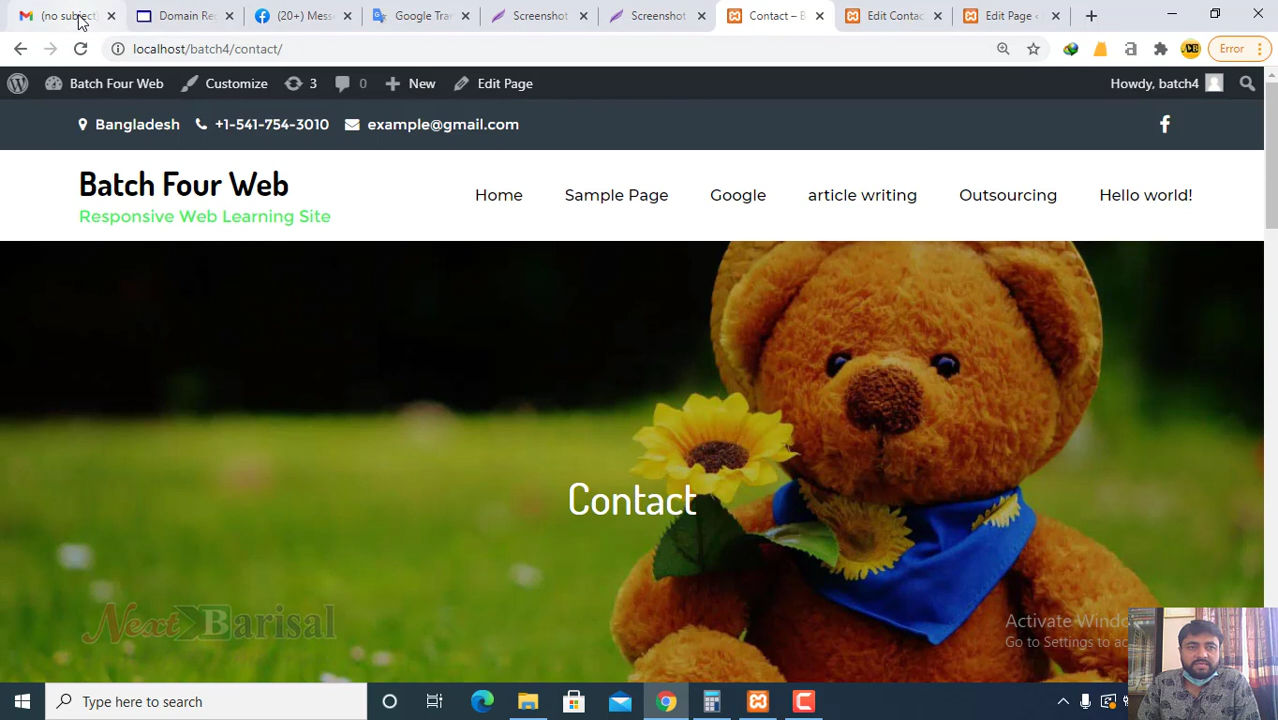 (no subject)
Domain Re
(20+) Mess
Google Tra
Screenshot
Screenshot
Contact – B
Edit Contac
Edit Page ‹
localhost/batch4/contact/
Error
Batch Four Web
Customize
3
0
New
Edit Page
Howdy, batch4
Bangladesh
+1-541-754-3010
example@gmail.com
Batch Four Web
Responsive Web Learning Site
Home
Sample Page
Google
article writing
Outsourcing
Hello world!
Contact
Next Barisal
Activate Windo
Go to Settings to ac
Type here to search